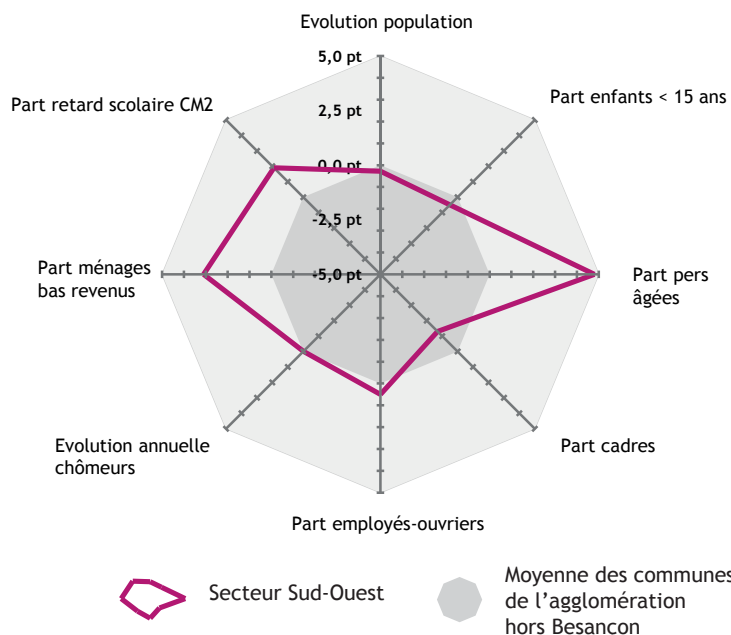 Evolution population
5,0 pt
Part retard scolaire CM2
Part enfants < 15 ans
2,5 pt
0,0 pt
-2,5 pt
Part ménages
bas revenus
-5,0 pt
Part pers
âgées
Evolution annuelle
chômeurs
Part cadres
Part employés-ouvriers
Secteur Sud-Ouest
Moyenne des communes
de l'agglomération
hors Besançon